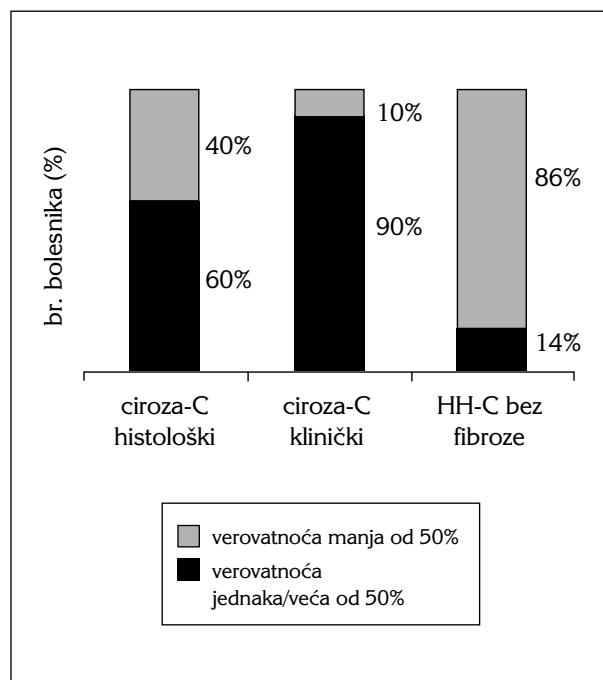 br. bolesnika (%)
40%
60%
10%
90%
86%
14%
ciroza-C
histološki
ciroza-C
klinički
HH-C bez
fibroze
verovatnoća manja od 50%
verovatnoća
jednaka/veća od 50%